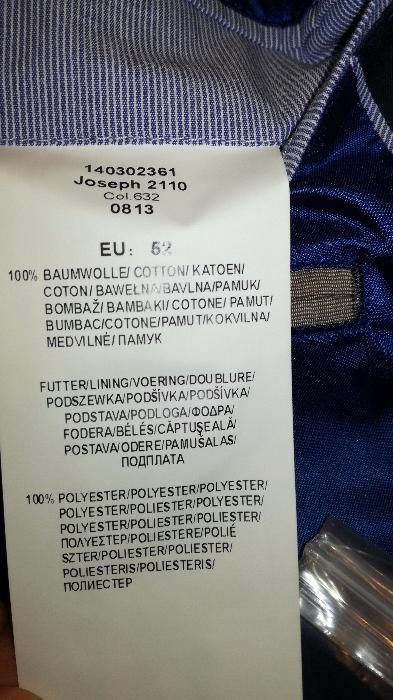 140302361
Joseph 2110
Col.632
0813
EU: 52
100% BAUMWOLLE/ COTTON/ KATOEN/
COTON/ BAWEŁNA/BAVLNA/PAMUK/
BOMBAŽ/ BAMBAKI/ COTONE/ PAMUT/
BUMBAC/COTONE/PAMUT/KOKVILNA/
MEDVILNĖ/ ПАМУК
FUTTER/LINING/VOERING/DOUBLURE/
PODSZEWKA/PODŠÍVKA/PODŠÍVKA/
PODSTAVA/PODLOGA/ΦΟΔΡΑ/
FODERA/BÉLÉS/CĂPTUŞEALĂ/
POSTAVA/ODERE/PAMUŠALAS/
ПОДПЛАТА
100% POLYESTER/POLYESTER/POLYESTER/
POLYESTER/POLIESTER/POLYESTER/
POLYESTER/POLIESTER/POLIESTER/
ΠΟΛΥΕΣΤΕΡ/POLIESTERE/POLIÉ
SZTER/POLIESTER/POLIESTER/
POLIESTERIS/POLIESTERIS/
ПОЛИЕСТЕР